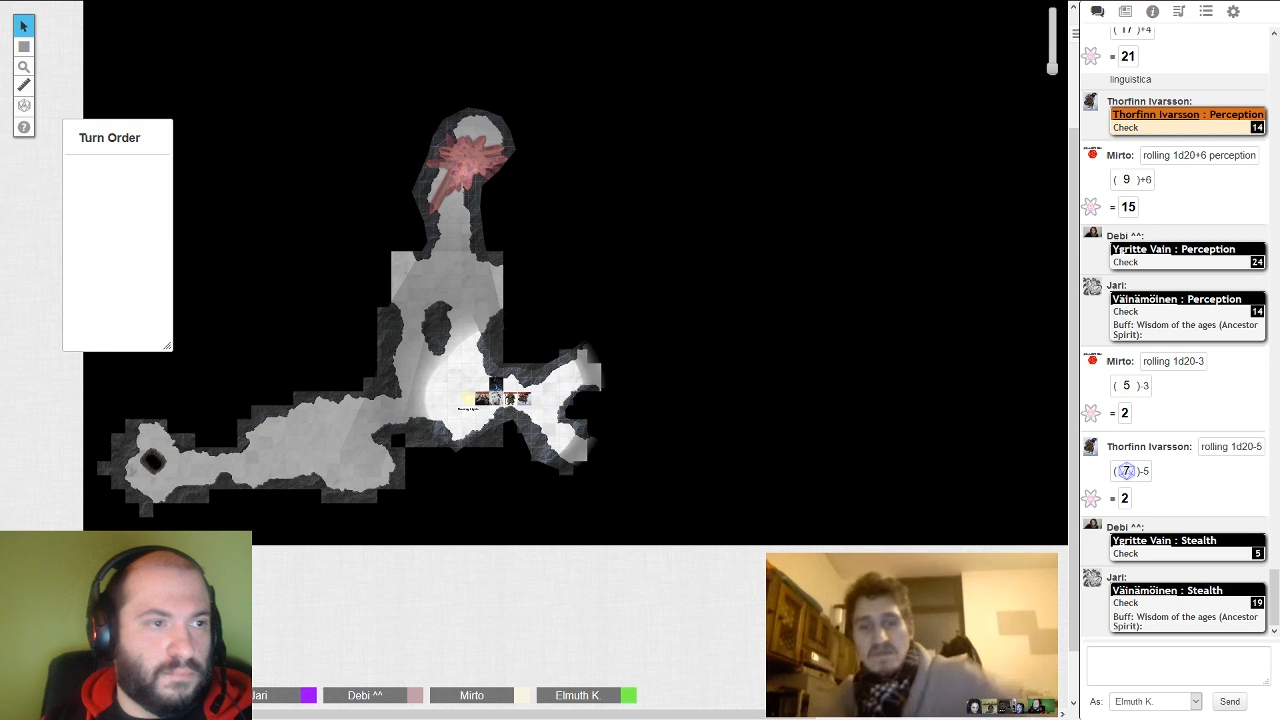 Turn Order
( 17 )+4
= 21
linguistica
Thorfinn Ivarsson:
Thorfinn Ivarsson : Perception
Check 14
Mirto: rolling 1d20+6 perception
( 9 )+6
= 15
Debi ^^:
Ygritte Vain : Perception
Check 24
Jari:
Väinämöinen : Perception
Check 14
Buff: Wisdom of the ages (Ancestor
Spirit):
Mirto: rolling 1d20-3
( 5 )-3
= 2
Thorfinn Ivarsson: rolling 1d20-5
( 7 )-5
= 2
Debi ^^:
Ygritte Vain : Stealth
Check 5
Jari:
Väinämöinen : Stealth
Check 19
Buff: Wisdom of the ages (Ancestor
Spirit):
As: Elmuth K. Send
Jari Debi ^^ Mirto Elmuth K.